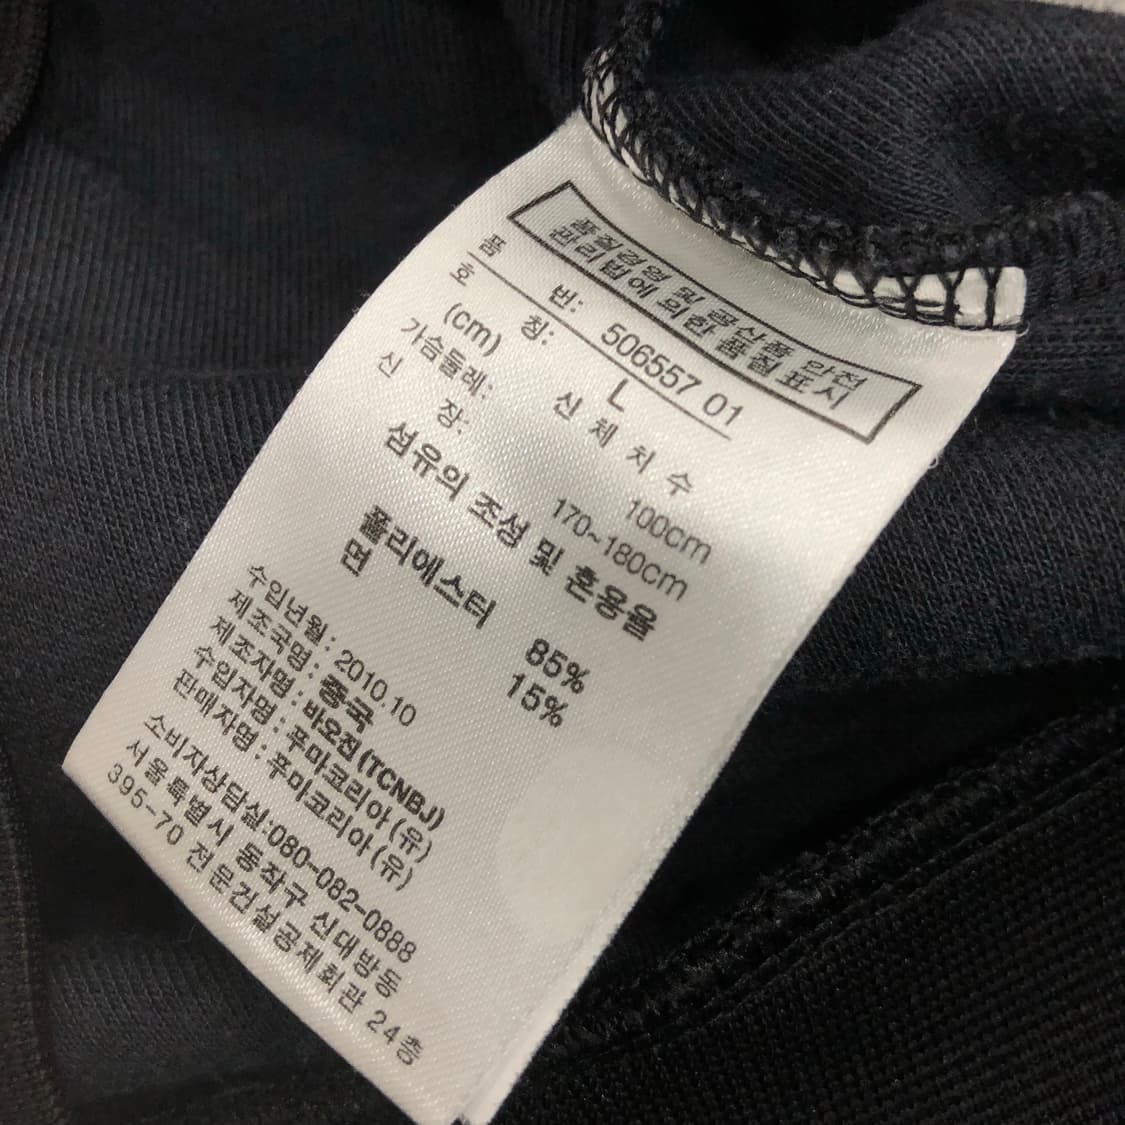 품질경영 및 공산품 안전
관리법에 의한 품질표시
품 번: 506557 01
호 칭: L
(cm) 신 체 치 수
가슴둘레: 100cm
신 장: 170~180cm
섬유의 조성 및 혼용율
폴리에스터 85%
면 15%
수입년월: 2010.10
제조국명: 중국
제조자명: 바오전(TCNBJ)
수입자명: 푸마코리아(유)
판매자명: 푸마코리아(유)
소비자상담실:080-082-0888
서울특별시 동작구 신대방동
395-70 전문건설공제회관 24층